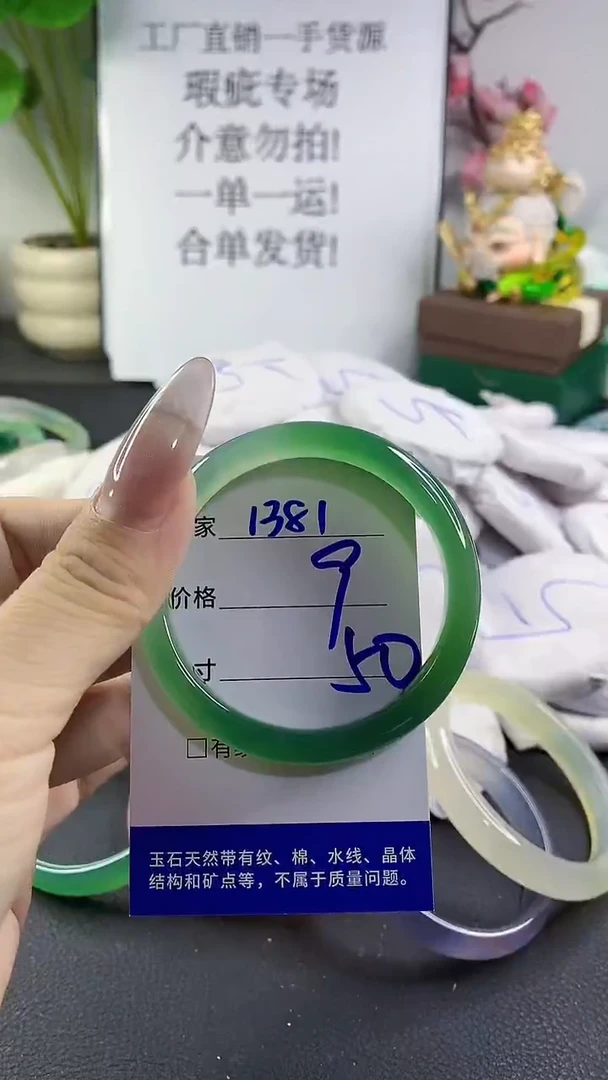 工厂直销一手货源
瑕疵专场
介意勿拍!
一单一运!
合单发货!
家 1381
价格 9
寸 50
□有
玉石天然带有纹、棉、水线、晶体
结构和矿点等，不属于质量问题。